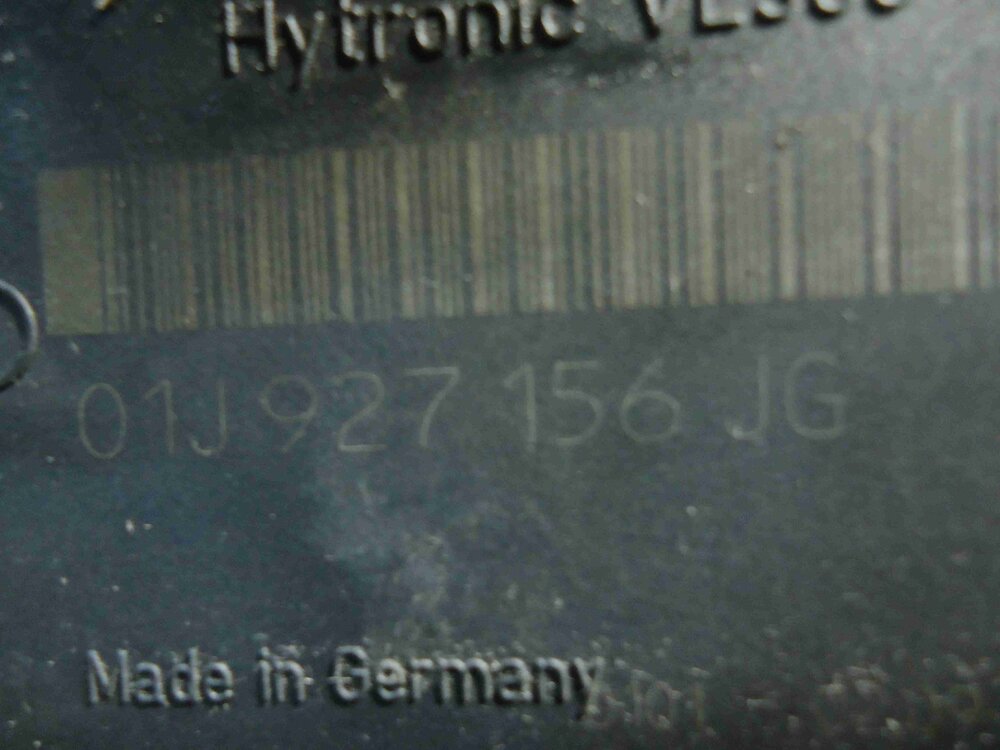 Hytronic
01J 927 156 JG
Made in Germany